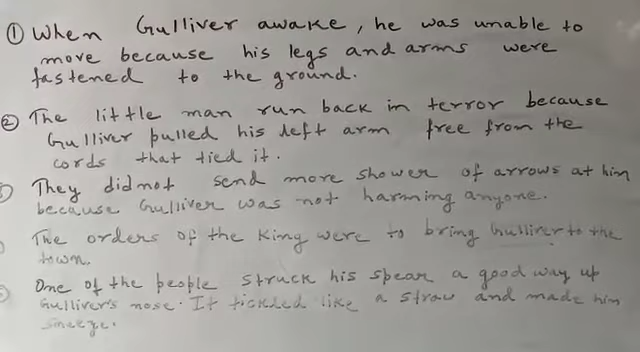 ① When Gulliver awake, he was unable to
move because his legs and arms were
fastened to the ground.
② The little man run back in terror because
Gulliver pulled his left arm free from the
cords that tied it.
They did not send more shower of arrows at him
because Gulliver was not harming anyone.
The orders of the King were to bring Gulliver to the
town.
One of the people struck his spear a good way up
Gulliver's nose. It tickled like a straw and made him
sneeze.